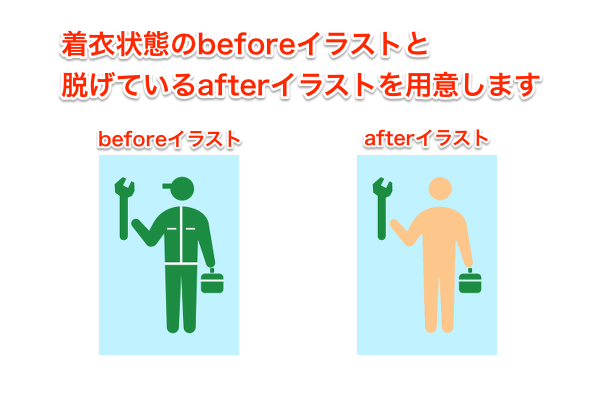 着衣状態のbeforeイラストと
脱げているafterイラストを用意します
beforeイラスト
afterイラスト